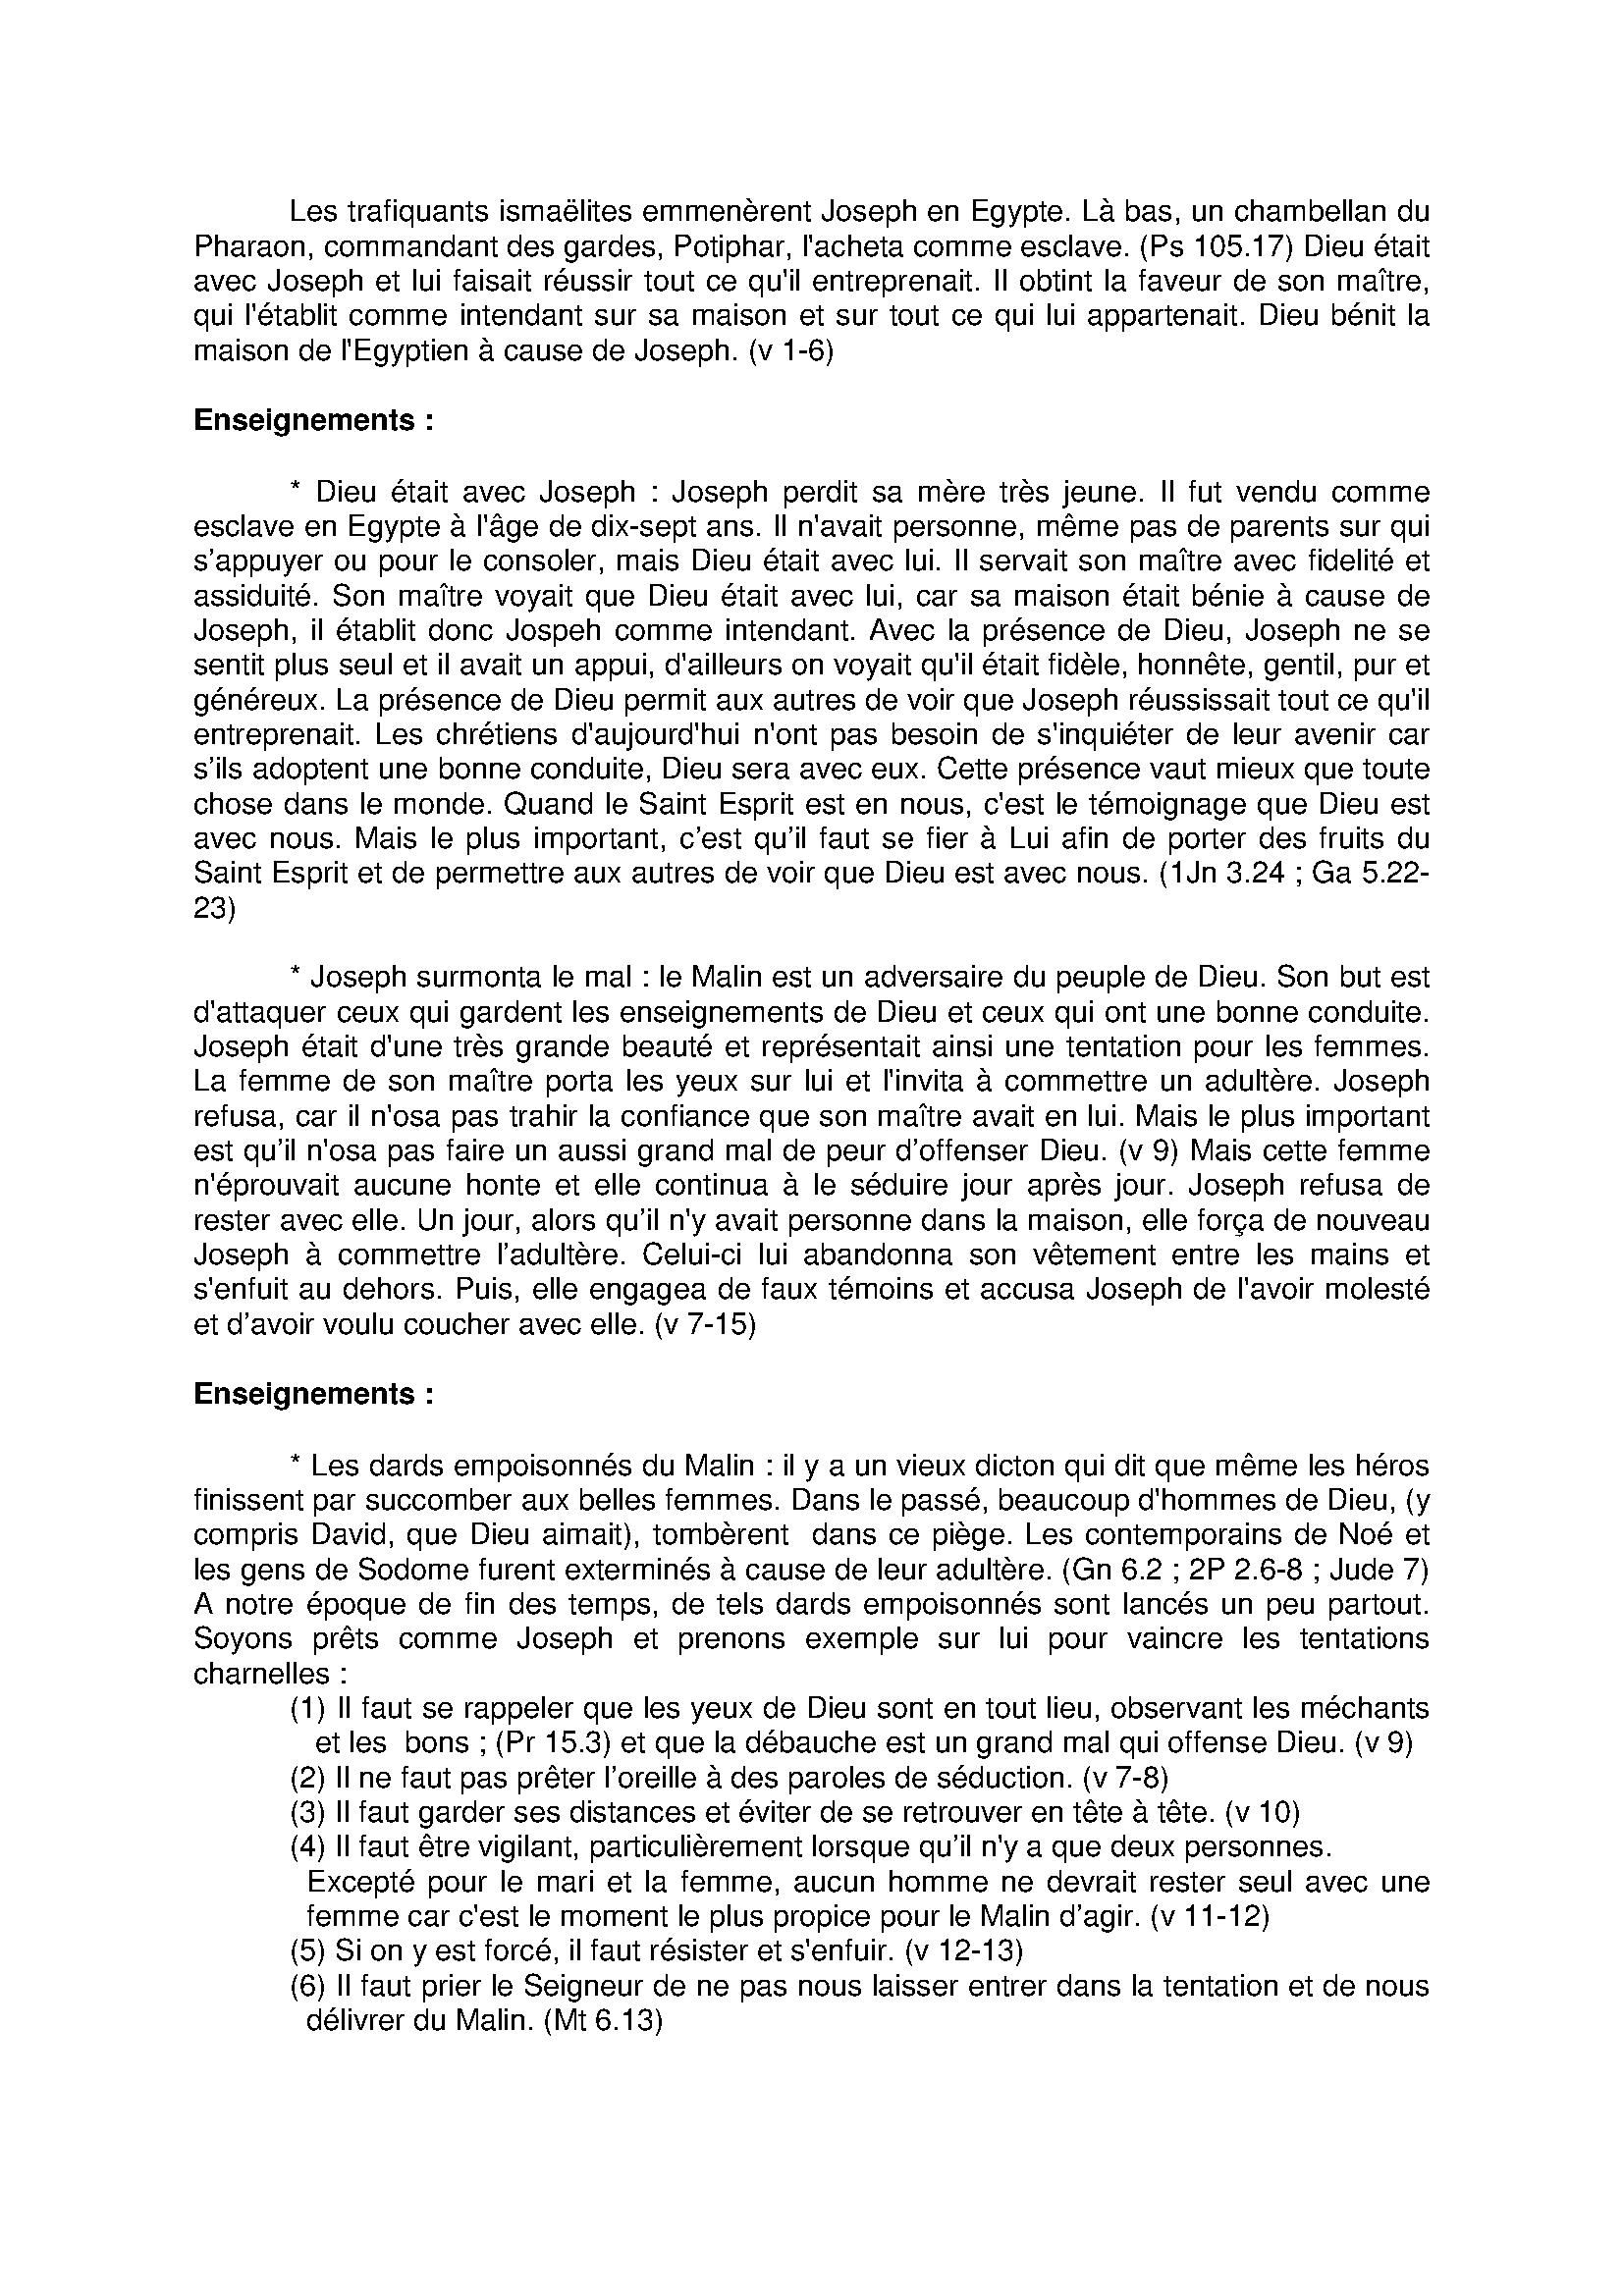 Les trafiquants ismaëlites emmenèrent Joseph en Egypte. Là bas, un chambellan du
Pharaon, commandant des gardes, Potiphar, l'acheta comme esclave. (Ps 105.17) Dieu était
avec Joseph et lui faisait réussir tout ce qu'il entreprenait. Il obtint la faveur de son maître,
qui l'établit comme intendant sur sa maison et sur tout ce qui lui appartenait. Dieu bénit la
maison de l'Egyptien à cause de Joseph. (v 1-6)
Enseignements :
* Dieu était avec Joseph : Joseph perdit sa mère très jeune. Il fut vendu comme
esclave en Egypte à l'âge de dix-sept ans. Il n'avait personne, même pas de parents sur qui
s’appuyer ou pour le consoler, mais Dieu était avec lui. Il servait son maître avec fidelité et
assiduité. Son maître voyait que Dieu était avec lui, car sa maison était bénie à cause de
Joseph, il établit donc Jospeh comme intendant. Avec la présence de Dieu, Joseph ne se
sentit plus seul et il avait un appui, d'ailleurs on voyait qu'il était fidèle, honnête, gentil, pur et
généreux. La présence de Dieu permit aux autres de voir que Joseph réussissait tout ce qu'il
entreprenait. Les chrétiens d'aujourd'hui n'ont pas besoin de s'inquiéter de leur avenir car
s’ils adoptent une bonne conduite, Dieu sera avec eux. Cette présence vaut mieux que toute
chose dans le monde. Quand le Saint Esprit est en nous, c'est le témoignage que Dieu est
avec nous. Mais le plus important, c’est qu’il faut se fier à Lui afin de porter des fruits du
Saint Esprit et de permettre aux autres de voir que Dieu est avec nous. (1Jn 3.24 ; Ga 5.22-
23)
* Joseph surmonta le mal : le Malin est un adversaire du peuple de Dieu. Son but est
d'attaquer ceux qui gardent les enseignements de Dieu et ceux qui ont une bonne conduite.
Joseph était d'une très grande beauté et représentait ainsi une tentation pour les femmes.
La femme de son maître porta les yeux sur lui et l'invita à commettre un adultère. Joseph
refusa, car il n'osa pas trahir la confiance que son maître avait en lui. Mais le plus important
est qu’il n'osa pas faire un aussi grand mal de peur d’offenser Dieu. (v 9) Mais cette femme
n'éprouvait aucune honte et elle continua à le séduire jour après jour. Joseph refusa de
rester avec elle. Un jour, alors qu’il n'y avait personne dans la maison, elle força de nouveau
Joseph à commettre l’adultère. Celui-ci lui abandonna son vêtement entre les mains et
s'enfuit au dehors. Puis, elle engagea de faux témoins et accusa Joseph de l'avoir molesté
et d’avoir voulu coucher avec elle. (v 7-15)
Enseignements :
* Les dards empoisonnés du Malin : il y a un vieux dicton qui dit que même les héros
finissent par succomber aux belles femmes. Dans le passé, beaucoup d'hommes de Dieu, (y
compris David, que Dieu aimait), tombèrent  dans ce piège. Les contemporains de Noé et
les gens de Sodome furent exterminés à cause de leur adultère. (Gn 6.2 ; 2P 2.6-8 ; Jude 7)
A notre époque de fin des temps, de tels dards empoisonnés sont lancés un peu partout.
Soyons prêts comme Joseph et prenons exemple sur lui pour vaincre les tentations
charnelles :
(1) Il faut se rappeler que les yeux de Dieu sont en tout lieu, observant les méchants
et les  bons ; (Pr 15.3) et que la débauche est un grand mal qui offense Dieu. (v 9)
(2) Il ne faut pas prêter l’oreille à des paroles de séduction. (v 7-8)
(3) Il faut garder ses distances et éviter de se retrouver en tête à tête. (v 10)
(4) Il faut être vigilant, particulièrement lorsque qu’il n'y a que deux personnes.
Excepté pour le mari et la femme, aucun homme ne devrait rester seul avec une
femme car c'est le moment le plus propice pour le Malin d’agir. (v 11-12)
(5) Si on y est forcé, il faut résister et s'enfuir. (v 12-13)
(6) Il faut prier le Seigneur de ne pas nous laisser entrer dans la tentation et de nous
délivrer du Malin. (Mt 6.13)